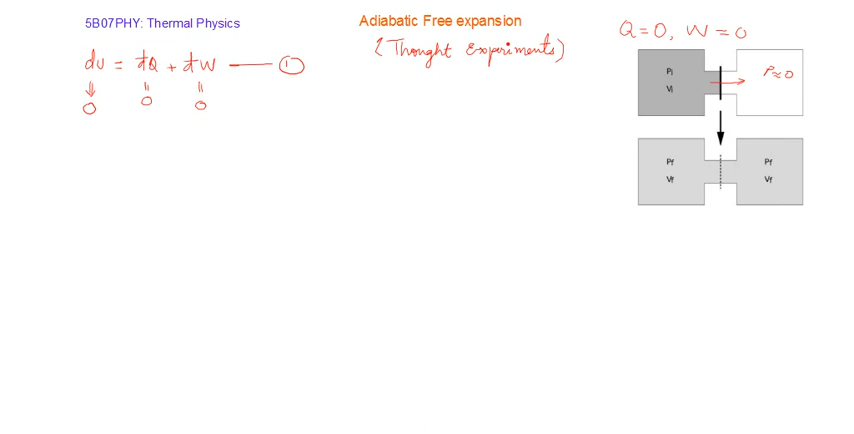 5B07PHY: Thermal Physics
Adiabatic Free expansion
{Thought Experiments)
Q = 0, W = 0
dU = đQ + đW —— ①
⇓ || ||
0 0 0
Pi
Vi
P ≈ 0
Pf
Vf
Pf
Vf